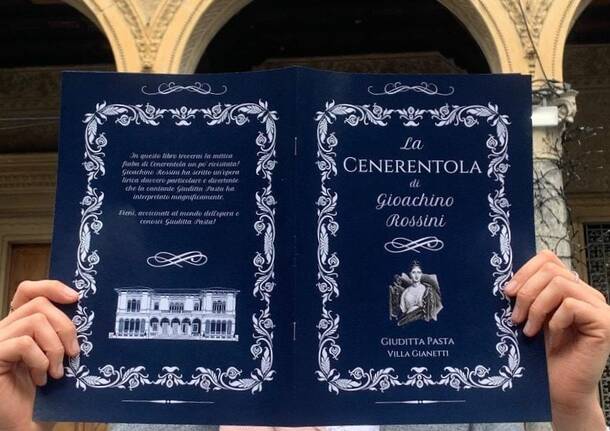 In questo libro troverai la mitica
fiaba di Cenerentola un po' rivisitata!
Gioachino Rossini ha scritto un'opera
lirica davvero particolare e divertente
che la cantante Giuditta Pasta ha
interpretato magnificamente.
Vieni, avvicinati al mondo dell'opera e
conosci Giuditta Pasta!
La
CENERENTOLA
di
Gioachino
Rossini
GIUDITTA PASTA
VILLA GIANETTI